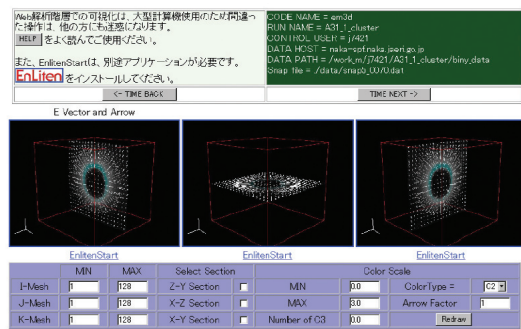 Web解析階層での可視化は、大型計算機使用のため間違っ
た操作は、他の方にも迷惑になります。
HELP をよく読んでご使用ください。
また、EnlitenStartは、別途アプリケーションが必要です。
EnLiten をインストールしてください。
CODE NAME = em3d
RUN NAME = A31_1_cluster
CONTROL USER = j7421
DATA HOST = naka-spf.naka.jaeri.go.jp
DATA PATH = /work_m/j7421/A31_1_cluster/biny_data
Snap file = ./data/snap5_0070.dat
<- TIME BACK
TIME NEXT ->
E Vector and Arrow
EnlitenStart EnlitenStart EnlitenStart
MIN MAX Select Section Color Scale
I-Mesh 1 128 Z-Y Section MIN 0.0 ColorType = C2
J-Mesh 1 128 X-Z Section MAX 3.0 Arrow Factor 1
K-Mesh 1 128 X-Y Section Number of C3 0.0 Redraw